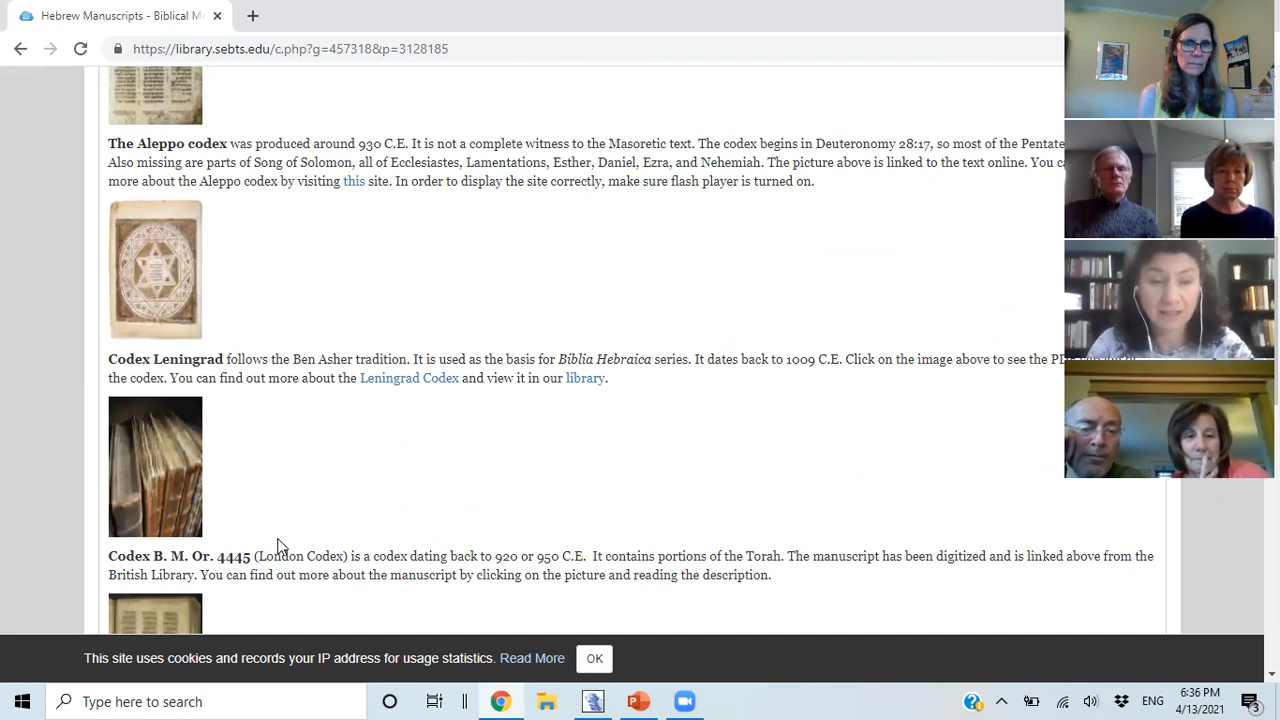 Hebrew Manuscripts - Biblical M
https://library.sebts.edu/c.php?g=457318&p=3128185
The Aleppo codex was produced around 930 C.E. It is not a complete witness to the Masoretic text. The codex begins in Deuteronomy 28:17, so most of the Pentate
Also missing are parts of Song of Solomon, all of Ecclesiastes, Lamentations, Esther, Daniel, Ezra, and Nehemiah. The picture above is linked to the text online. You ca
more about the Aleppo codex by visiting this site. In order to display the site correctly, make sure flash player is turned on.
Codex Leningrad follows the Ben Asher tradition. It is used as the basis for Biblia Hebraica series. It dates back to 1009 C.E. Click on the image above to see the
the codex. You can find out more about the Leningrad Codex and view it in our library.
Codex B. M. Or. 4445 (London Codex) is a codex dating back to 920 or 950 C.E. It contains portions of the Torah. The manuscript has been digitized and is linked above from the
British Library. You can find out more about the manuscript by clicking on the picture and reading the description.
This site uses cookies and records your IP address for usage statistics. Read More OK
Type here to search
ENG
6:36 PM
4/13/2021
3